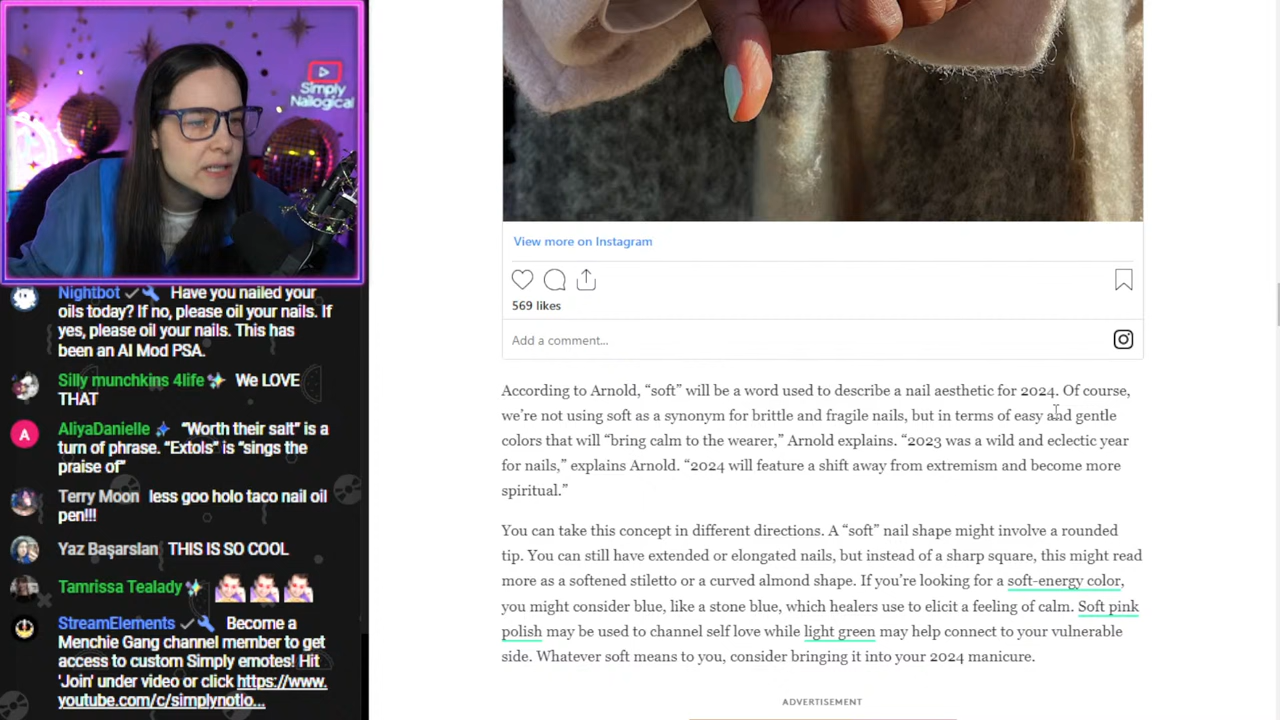 Simply
Nailogical
Nightbot Have you nailed your
oils today? If no, please oil your nails. If
yes, please oil your nails. This has
been an AI Mod PSA.
Silly munchkins 4life We LOVE
THAT
A
AliyaDanielle “Worth their salt” is a
turn of phrase. “Extols” is “sings the
praise of”
Terry Moon less goo holo taco nail oil
pen!!!
Yaz Başarslan THIS IS SO COOL
Tamrissa Tealady
StreamElements Become a
Menchie Gang channel member to get
access to custom Simply emotes! Hit
'Join' under video or click https://www.
youtube.com/c/simplynotlo...
View more on Instagram
569 likes
Add a comment...
According to Arnold, “soft” will be a word used to describe a nail aesthetic for 2024. Of course,
we’re not using soft as a synonym for brittle and fragile nails, but in terms of easy and gentle
colors that will “bring calm to the wearer,” Arnold explains. “2023 was a wild and eclectic year
for nails,” explains Arnold. “2024 will feature a shift away from extremism and become more
spiritual.”
You can take this concept in different directions. A “soft” nail shape might involve a rounded
tip. You can still have extended or elongated nails, but instead of a sharp square, this might read
more as a softened stiletto or a curved almond shape. If you’re looking for a soft-energy color,
you might consider blue, like a stone blue, which healers use to elicit a feeling of calm. Soft pink
polish may be used to channel self love while light green may help connect to your vulnerable
side. Whatever soft means to you, consider bringing it into your 2024 manicure.
ADVERTISEMENT